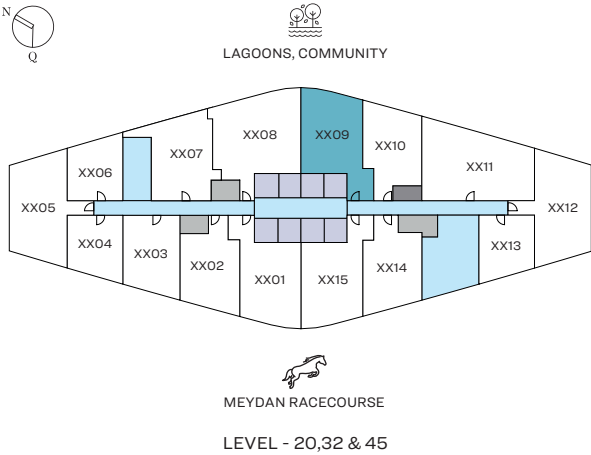 N
Q
LAGOONS, COMMUNITY
XX08
XX09
XX10
XX07
XX06
XX11
XX05
XX12
XX04
XX03
XX02
XX01
XX15
XX14
XX13
MEYDAN RACECOURSE
LEVEL - 20,32 & 45